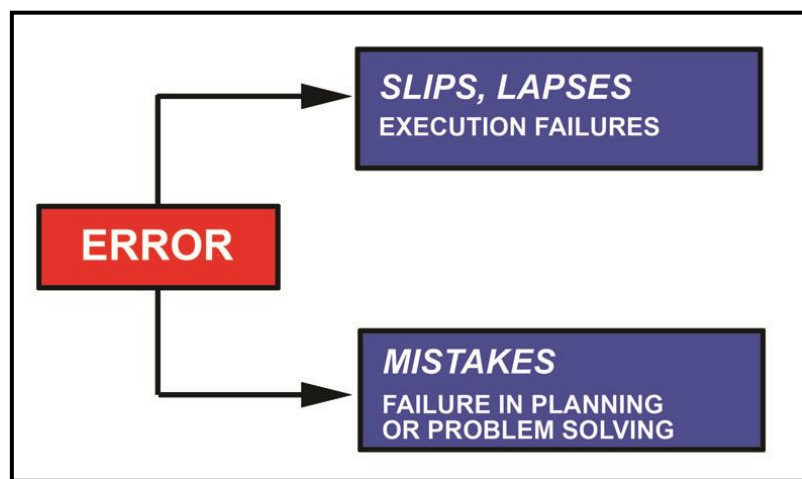 SLIPS, LAPSES
EXECUTION FAILURES
ERROR
MISTAKES
FAILURE IN PLANNING
OR PROBLEM SOLVING